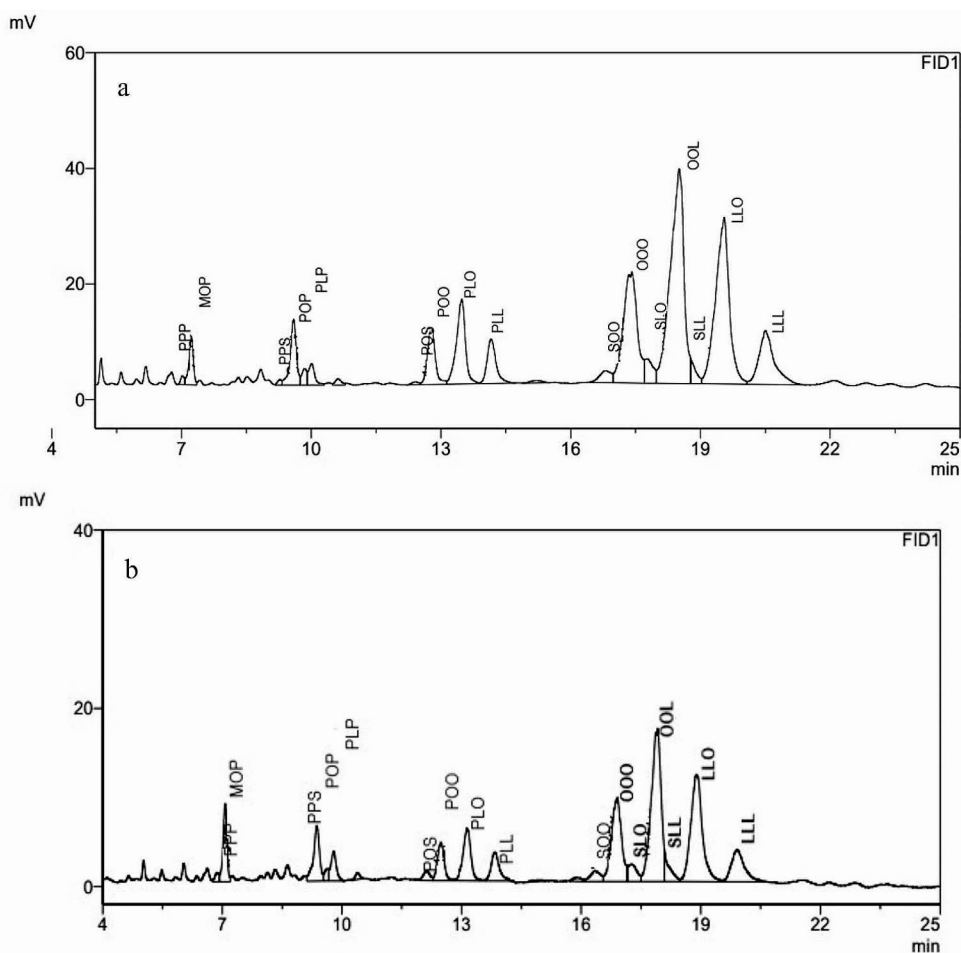 mV
60
FID1
a
40
OOL
LLO
20
MOP
PLP
OOO
POP
POO
PLO
SLO
PPP
PPS
POS
PLL
SOO
SLL
LLL
0
4 7 10 13 16 19 22 25
min
mV
40
FID1
b
20
OOL
PLP
LLO
MOP
POP
POO
OOO
PPS
PLO
LLL
PPP
POS
PLL
SOO
SLO
SLL
0
4 7 10 13 16 19 22 25
min